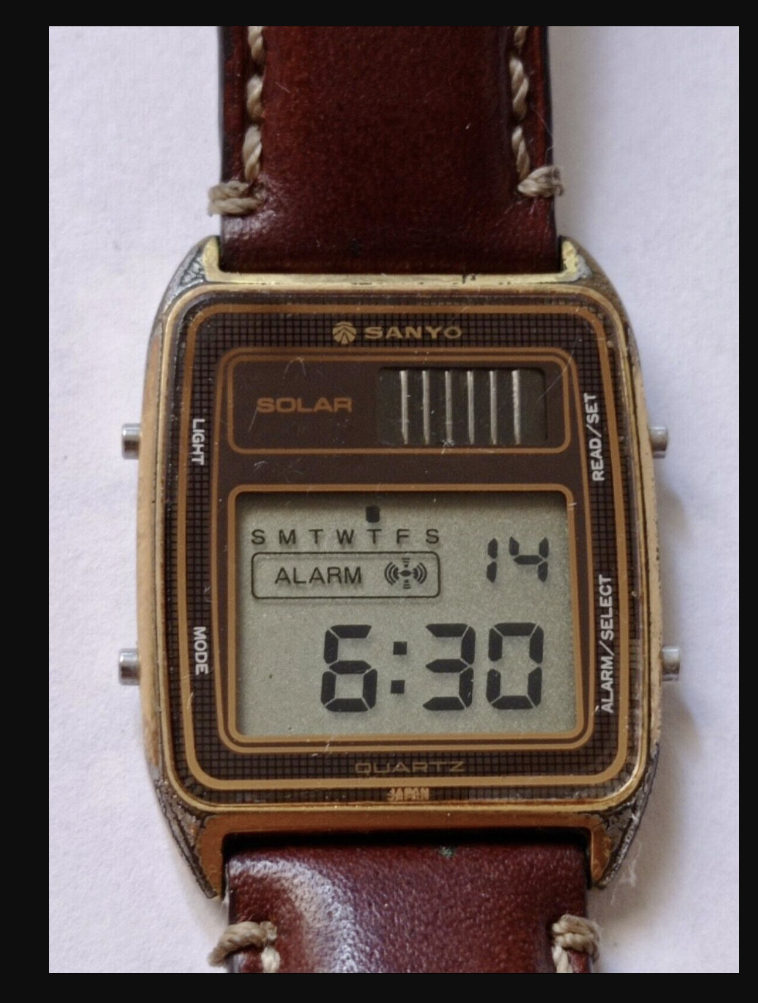 SANYO
SOLAR
LIGHT
READ/SET
S M T W T F S
14
ALARM
6:30
MODE
ALARM/SELECT
QUARTZ
JAPAN